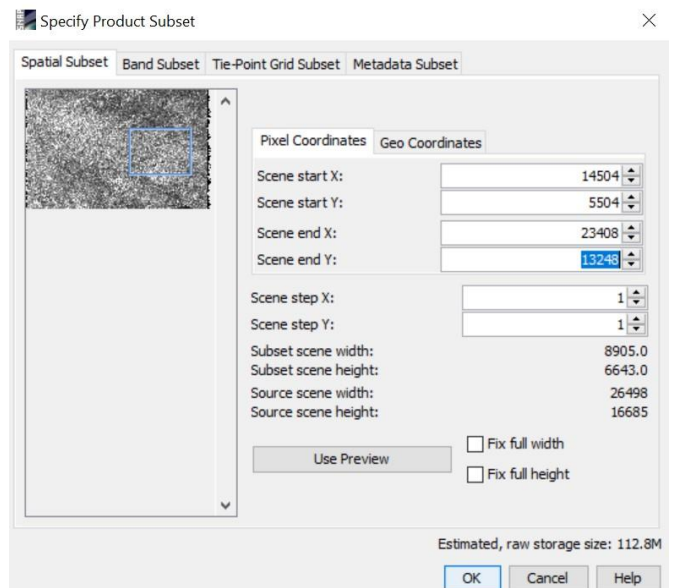 Specify Product Subset
Spatial Subset Band Subset Tie-Point Grid Subset Metadata Subset
Pixel Coordinates Geo Coordinates
Scene start X: 14504
Scene start Y: 5504
Scene end X: 23408
Scene end Y: 13248
Scene step X: 1
Scene step Y: 1
Subset scene width: 8905.0
Subset scene height: 6643.0
Source scene width: 26498
Source scene height: 16685
Use Preview
Fix full width
Fix full height
Estimated, raw storage size: 112.8M
OK Cancel Help